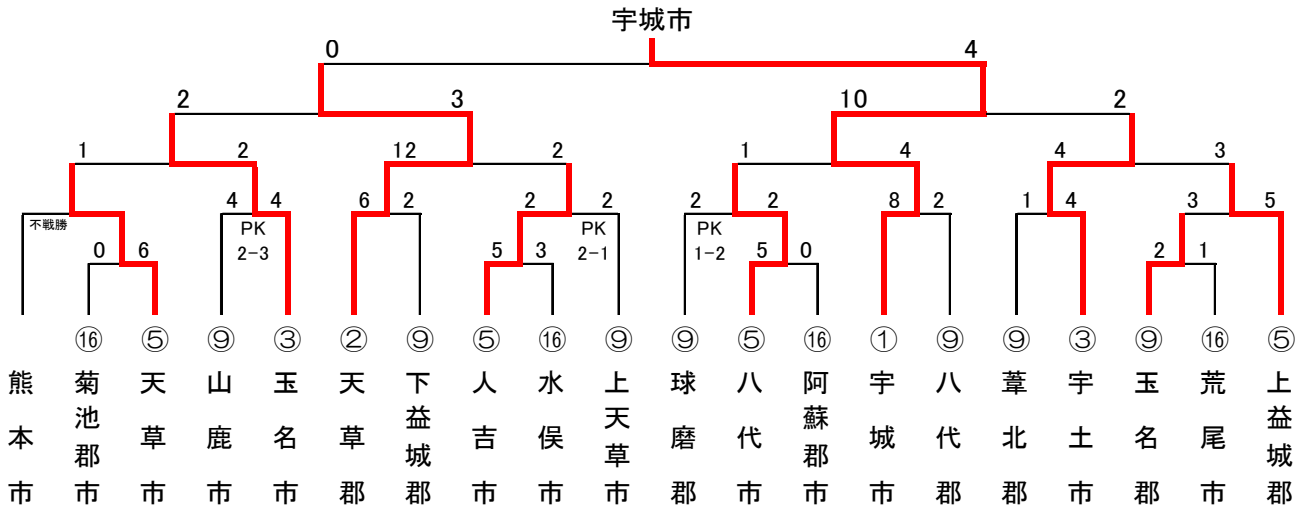 宇城市
0 4
2 3 10 2
1 2 12 2 1 4 4 3
不戦勝 4 4 6 2 2 2 2 2 8 2 1 4 3 5
PK 2-3
PK 2-1
PK 1-2
0 6 5 3 5 0 2 1
⑯ ⑤ ⑨ ③ ② ⑨ ⑤ ⑯ ⑨ ⑨ ⑤ ⑯ ① ⑨ ⑨ ③ ⑨ ⑯ ⑤
熊本市
菊池郡市
天草市
山鹿市
玉名市
天草郡
下益城郡
人吉市
水俣市
上天草市
球磨郡
八代市
阿蘇郡市
宇城市
八代郡
葦北郡
宇土市
玉名郡
荒尾市
上益城郡